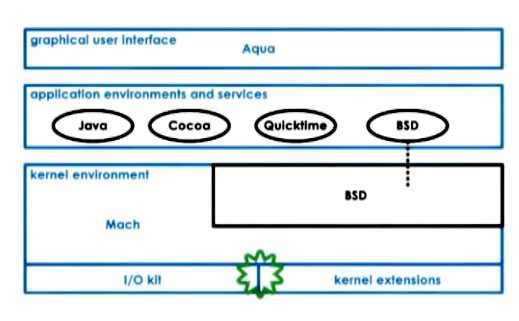 graphical user interface
Aqua
application environments and services
Java
Cocoa
Quicktime
BSD
kernel environment
BSD
Mach
I/O kit
kernel extensions